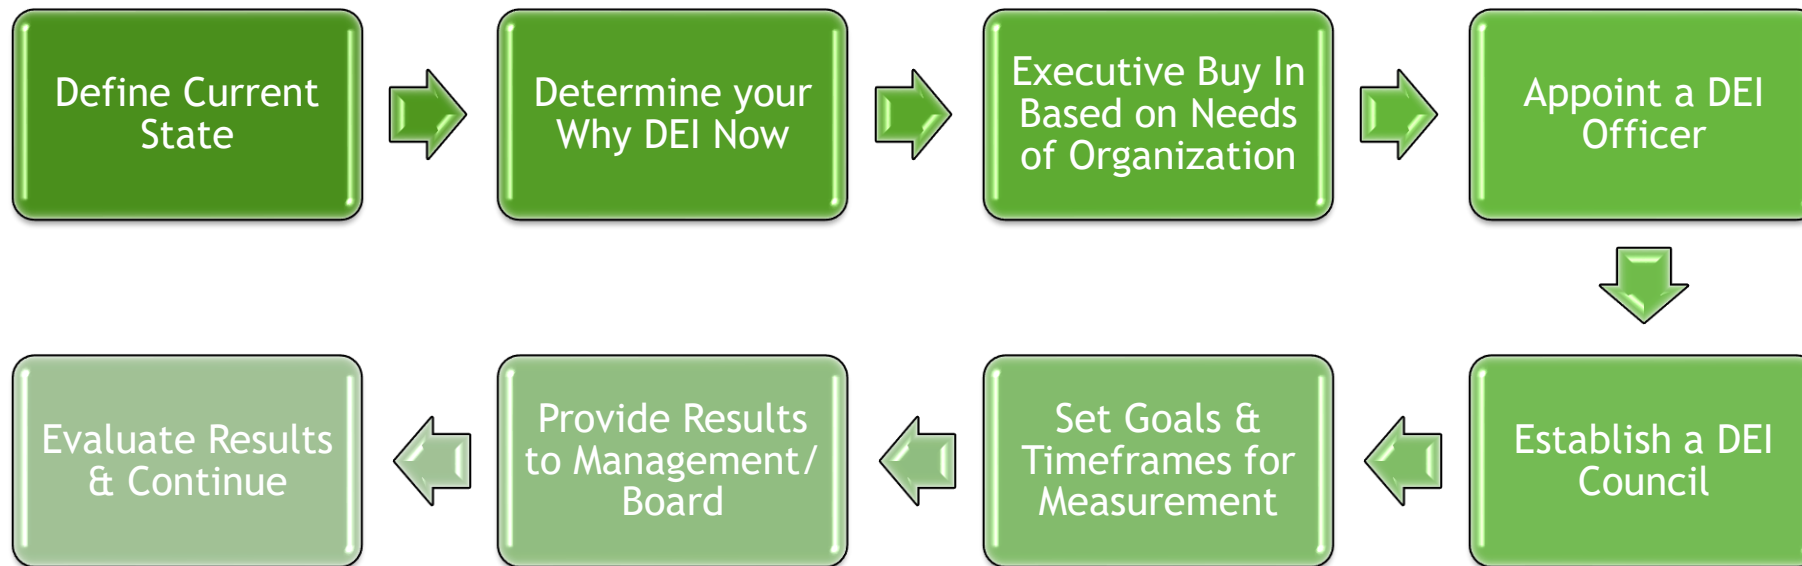 Define Current
State
Determine your
Why DEI Now
Executive Buy In
Based on Needs
of Organization
Appoint a DEI
Officer
Establish a DEI
Council
Set Goals &
Timeframes for
Measurement
Provide Results
to Management/
Board
Evaluate Results
& Continue